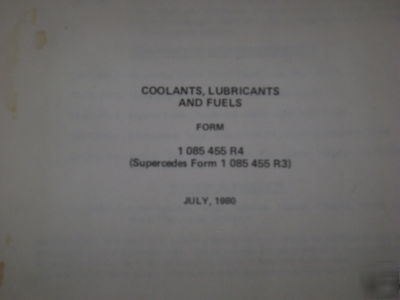 COOLANTS, LUBRICANTS
AND FUELS
FORM
1 085 455 R4
(Supercedes Form 1 085 455 R3)
JULY, 1980